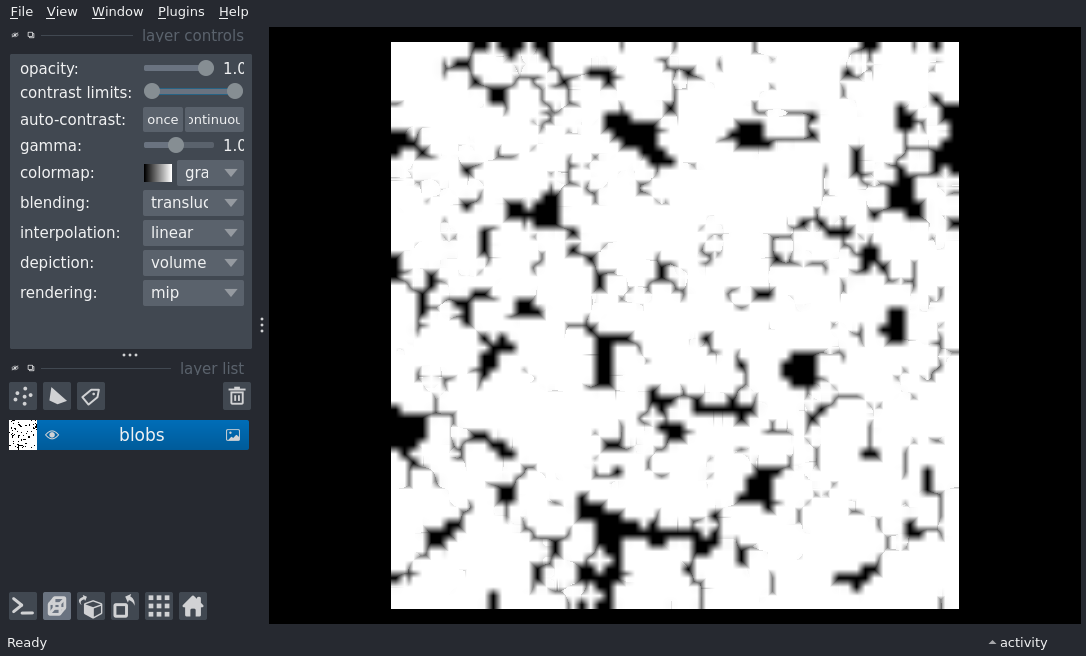 File View Window Plugins Help
layer controls
opacity: 1.0
contrast limits:
auto-contrast: once ontinuou
gamma: 1.0
colormap: gra
blending: transluc
interpolation: linear
depiction: volume
rendering: mip
layer list
blobs
Ready
activity